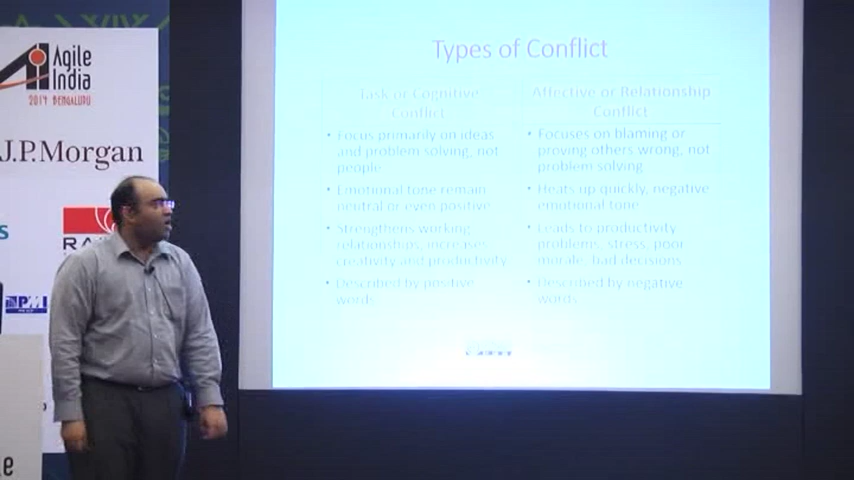 Agile
India
2014 BENGALURU
J.P.Morgan
RA
PMI
Types of Conflict
Task or Cognitive
Conflict
• Focus primarily on ideas
and problem solving, not
people
• Emotional tone remain
neutral or even positive
• Strengthens working
relationships, increases
creativity and productivity
• Described by positive
words
Affective or Relationship
Conflict
• Focuses on blaming or
proving others wrong, not
problem solving
• Heats up quickly, negative
emotional tone
• Leads to productivity
problems, stress, poor
morale, bad decisions
• Described by negative
words